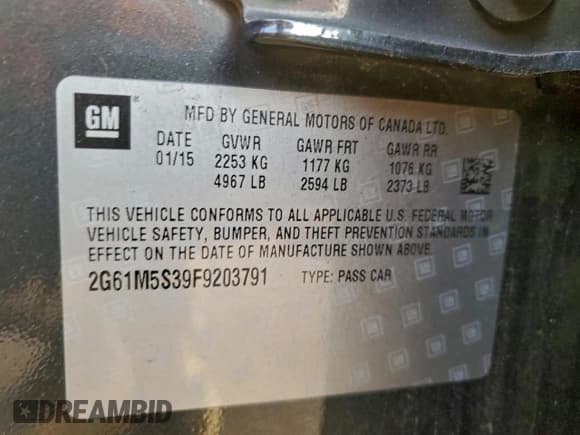 GM
MFD BY GENERAL MOTORS OF CANADA LTD.
DATE GVWR GAWR FRT GAWR RR
01/15 2253 KG 1177 KG 1076 KG
4967 LB 2594 LB 2373 LB
THIS VEHICLE CONFORMS TO ALL APPLICABLE U.S. FEDERAL MOTOR
VEHICLE SAFETY, BUMPER, AND THEFT PREVENTION STANDARDS IN
EFFECT ON THE DATE OF MANUFACTURE SHOWN ABOVE.
2G61M5S39F9203791 TYPE: PASS CAR
DREAMBID